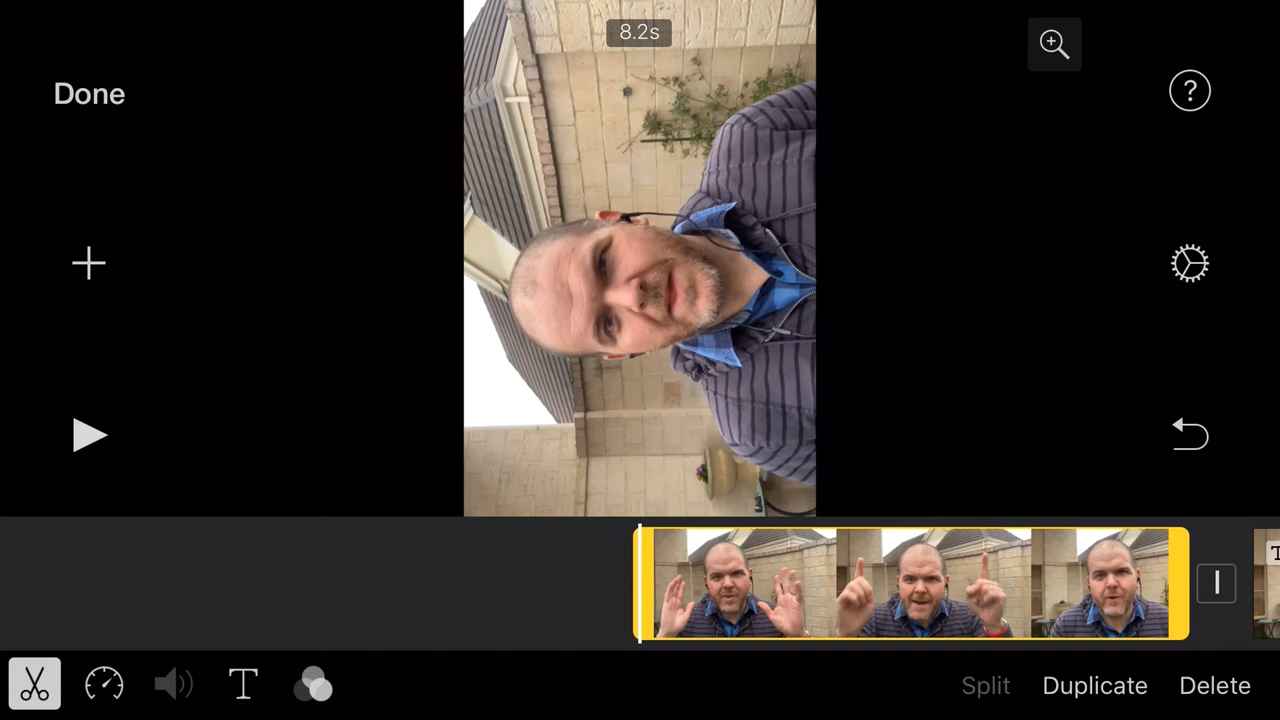 8.2s
Done
?
T
T
Split Duplicate Delete